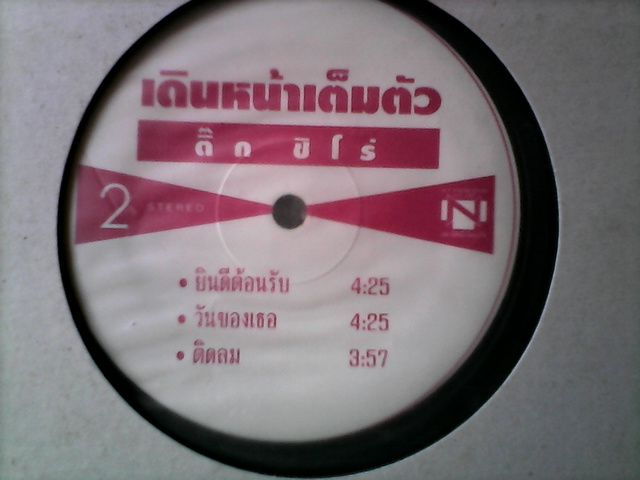 เดินหน้าเต็มตัว
ดิ๊ก ชิโร่
2 STEREO N
• ยินดีต้อนรับ 4:25
• วันของเธอ 4:25
• ติดลม 3:57